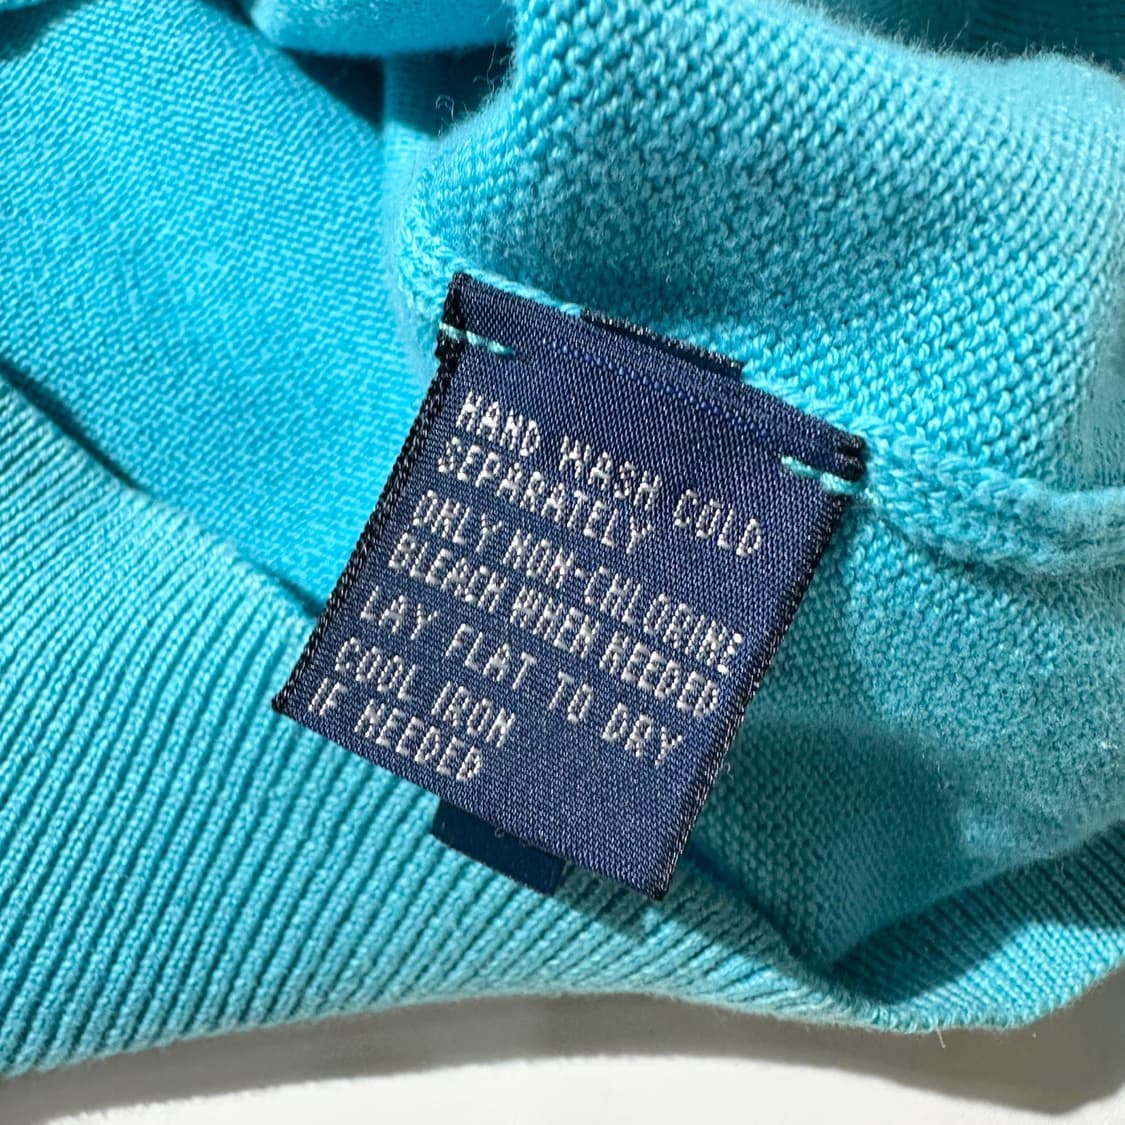 HAND WASH COLD
SEPARATELY
ONLY NON-CHLORINE
BLEACH WHEN NEEDED
LAY FLAT TO DRY
COOL IRON
IF NEEDED